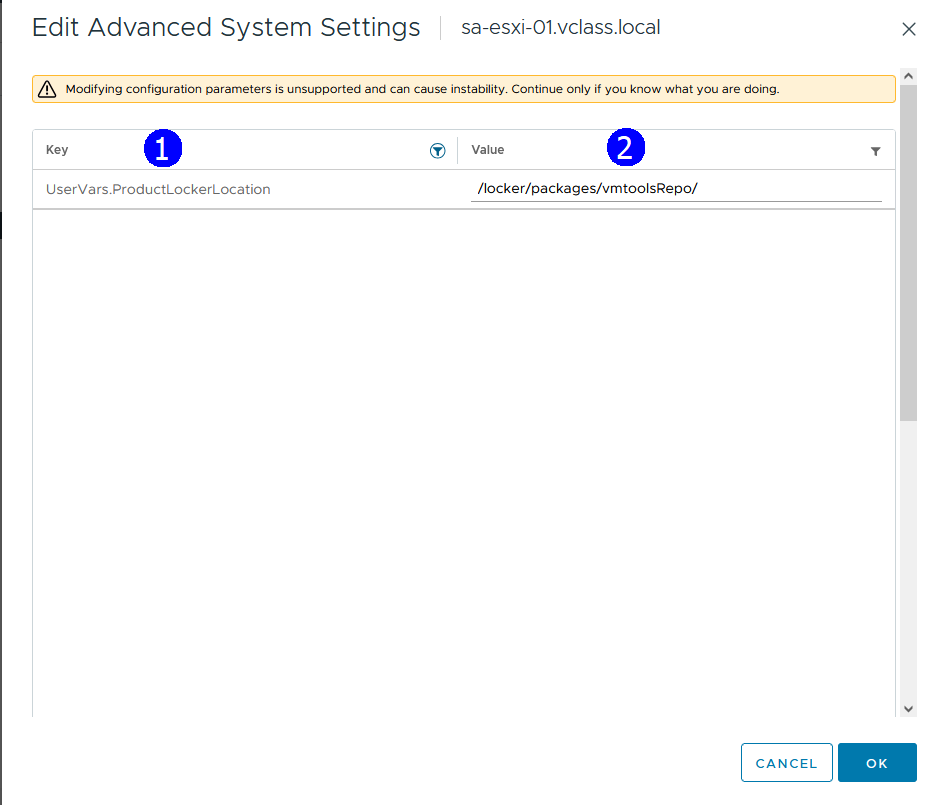 Edit Advanced System Settings | sa-esxi-01.vclass.local
Modifying configuration parameters is unsupported and can cause instability. Continue only if you know what you are doing.
Key 1 Value 2
UserVars.ProductLockerLocation /locker/packages/vmtoolsRepo/
CANCEL OK